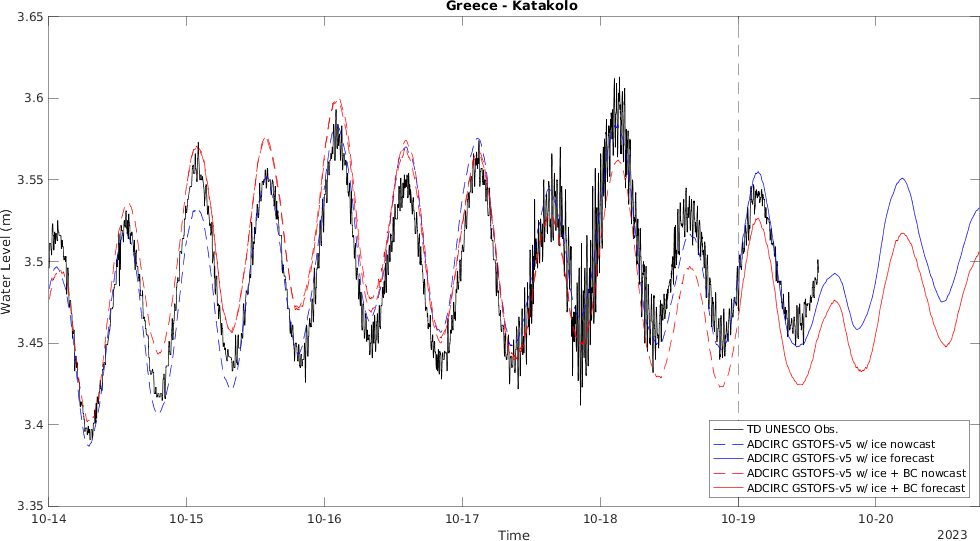 Greece - Katakolo
Water Level (m)
3.65
3.6
3.55
3.5
3.45
3.4
3.35
10-14
10-15
10-16
10-17
10-18
10-19
10-20
Time
2023
TD UNESCO Obs.
ADCIRC GSTOFS-v5 w/ ice nowcast
ADCIRC GSTOFS-v5 w/ ice forecast
ADCIRC GSTOFS-v5 w/ ice + BC nowcast
ADCIRC GSTOFS-v5 w/ ice + BC forecast